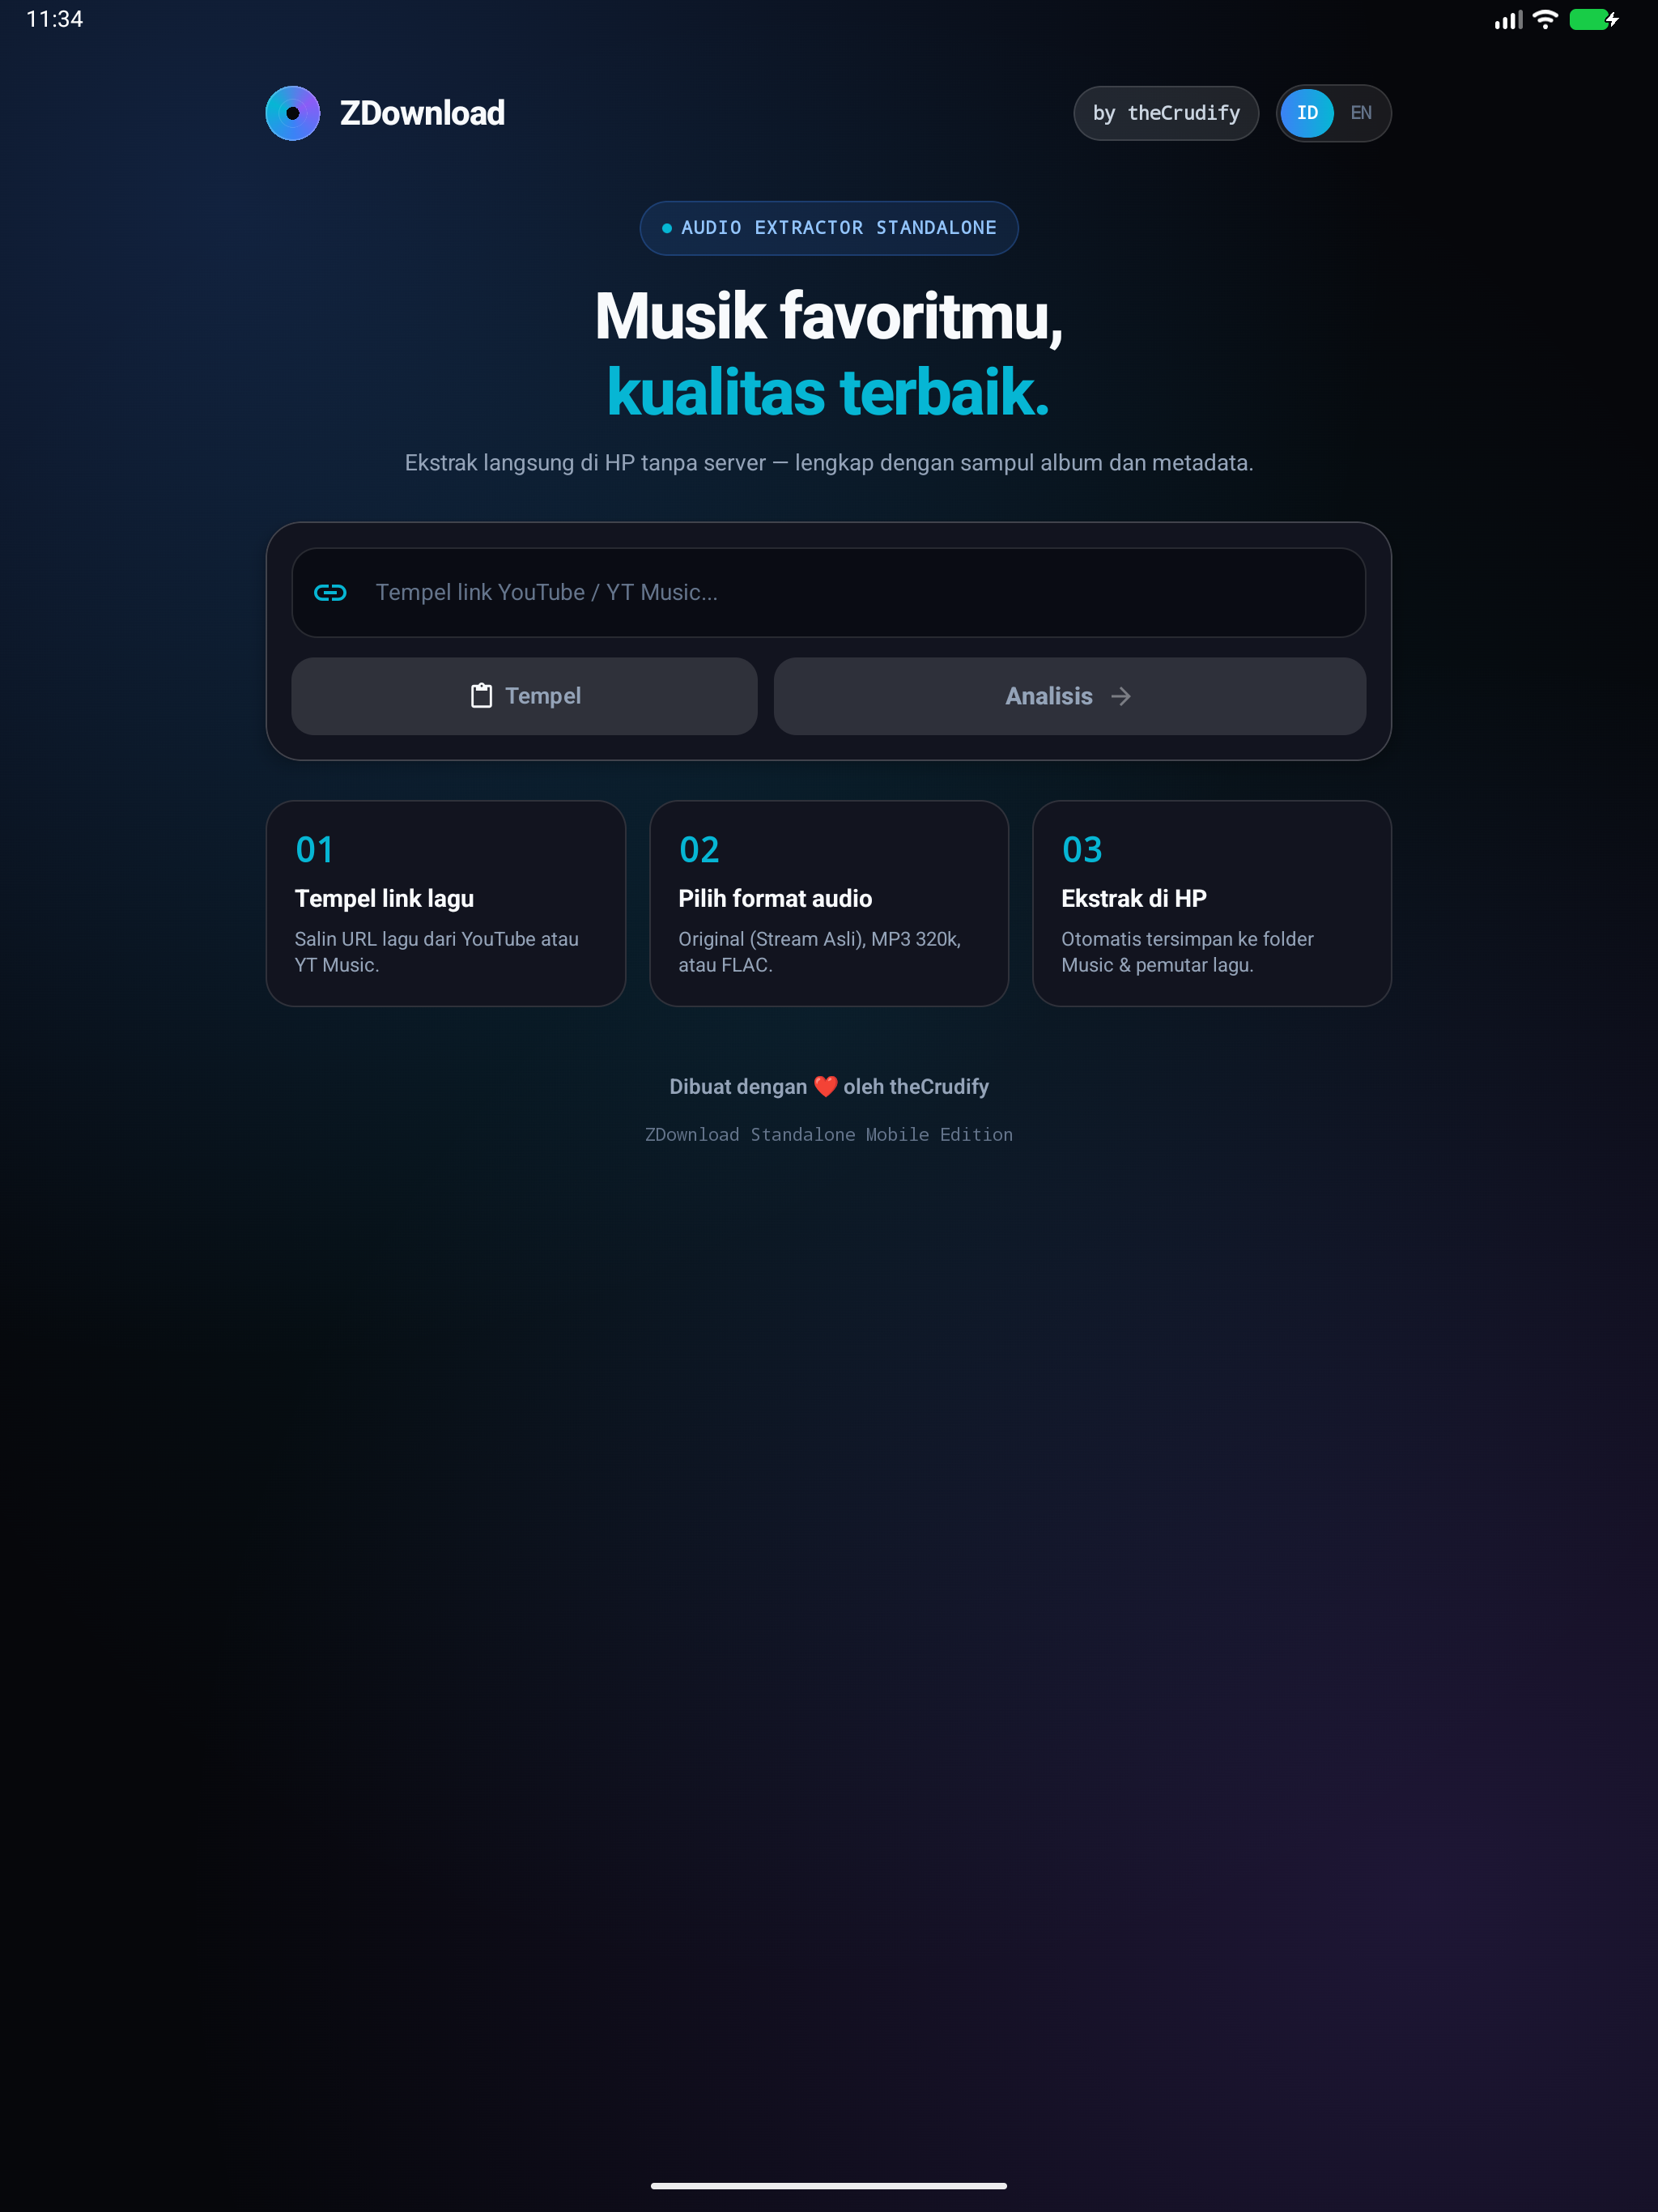 11:34
ZDownload
by theCrudify
ID EN
AUDIO EXTRACTOR STANDALONE
Musik favoritmu,
kualitas terbaik.
Ekstrak langsung di HP tanpa server — lengkap dengan sampul album dan metadata.
Tempel link YouTube / YT Music...
Tempel
Analisis →
01
Tempel link lagu
Salin URL lagu dari YouTube atau
YT Music.
02
Pilih format audio
Original (Stream Asli), MP3 320k,
atau FLAC.
03
Ekstrak di HP
Otomatis tersimpan ke folder
Music & pemutar lagu.
Dibuat dengan ❤️ oleh theCrudify
ZDownload Standalone Mobile Edition